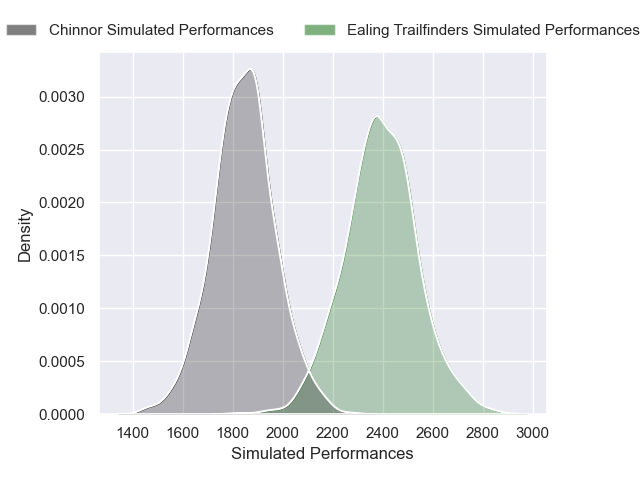 Chinnor Simulated Performances Ealing Trailfinders Simulated Performances
0.0030
0.0025
0.0020
0.0015
0.0010
0.0005
0.0000
Density
1400 1600 1800 2000 2200 2400 2600 2800 3000
Simulated Performances